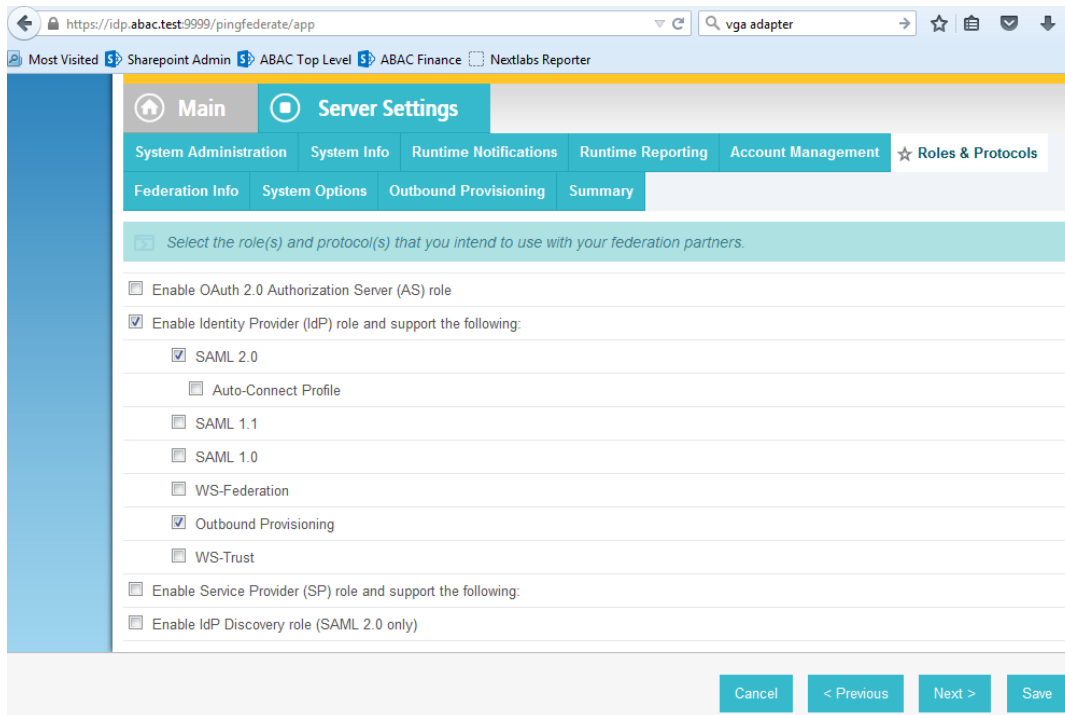 https://idp.abac.test:9999/pingfederate/app vga adapter
Most Visited Sharepoint Admin ABAC Top Level ABAC Finance Nextlabs Reporter
Main Server Settings
System Administration System Info Runtime Notifications Runtime Reporting Account Management Roles & Protocols
Federation Info System Options Outbound Provisioning Summary
Select the role(s) and protocol(s) that you intend to use with your federation partners.
Enable OAuth 2.0 Authorization Server (AS) role
Enable Identity Provider (IdP) role and support the following:
SAML 2.0
Auto-Connect Profile
SAML 1.1
SAML 1.0
WS-Federation
Outbound Provisioning
WS-Trust
Enable Service Provider (SP) role and support the following:
Enable IdP Discovery role (SAML 2.0 only)
Cancel < Previous Next > Save